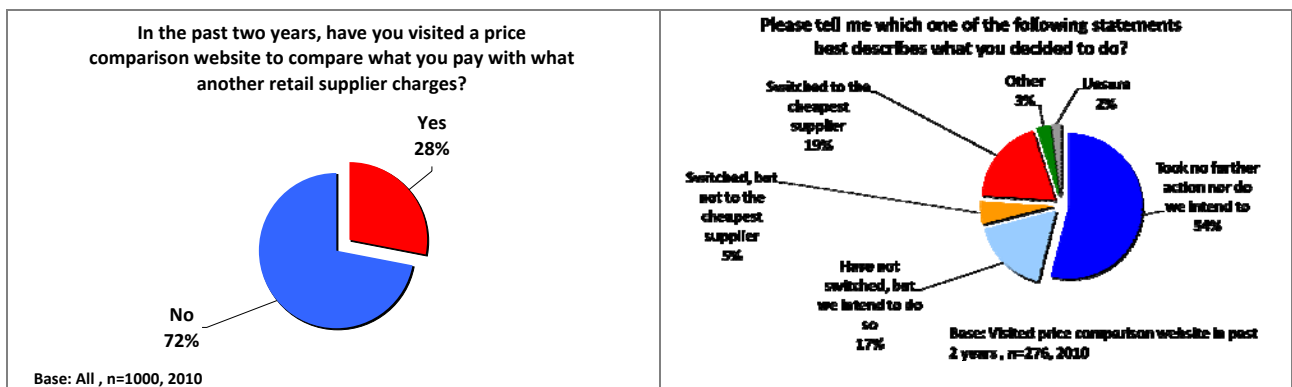 In the past two years, have you visited a price
comparison website to compare what you pay with what
another retail supplier charges?
Yes
28%
No
72%
Base: All , n=1000, 2010
Please tell me which one of the following statements
best describes what you decided to do?
Switched to the
cheapest
supplier
19%
Other
3%
Unsure
2%
Took no further
action nor do
we intend to
54%
Switched, but
not to the
cheapest
supplier
5%
Have not
switched, but
we intend to do
so
17%
Base: Visited price comparison website in past
2 years , n=276, 2010